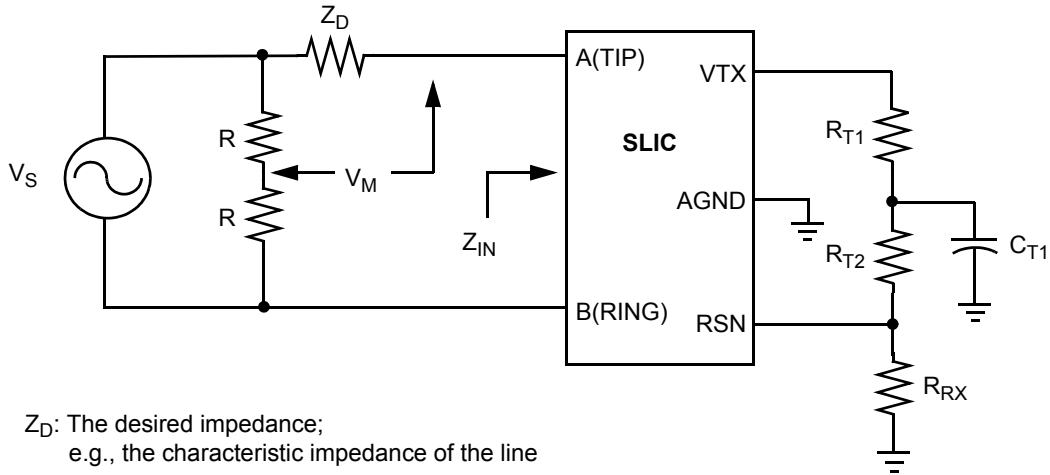 Z_D
A(TIP)
VTX
R_T1
R
SLIC
V_S
V_M
AGND
R
Z_IN
R_T2
C_T1
B(RING)
RSN
R_RX
Z_D: The desired impedance;
e.g., the characteristic impedance of the line